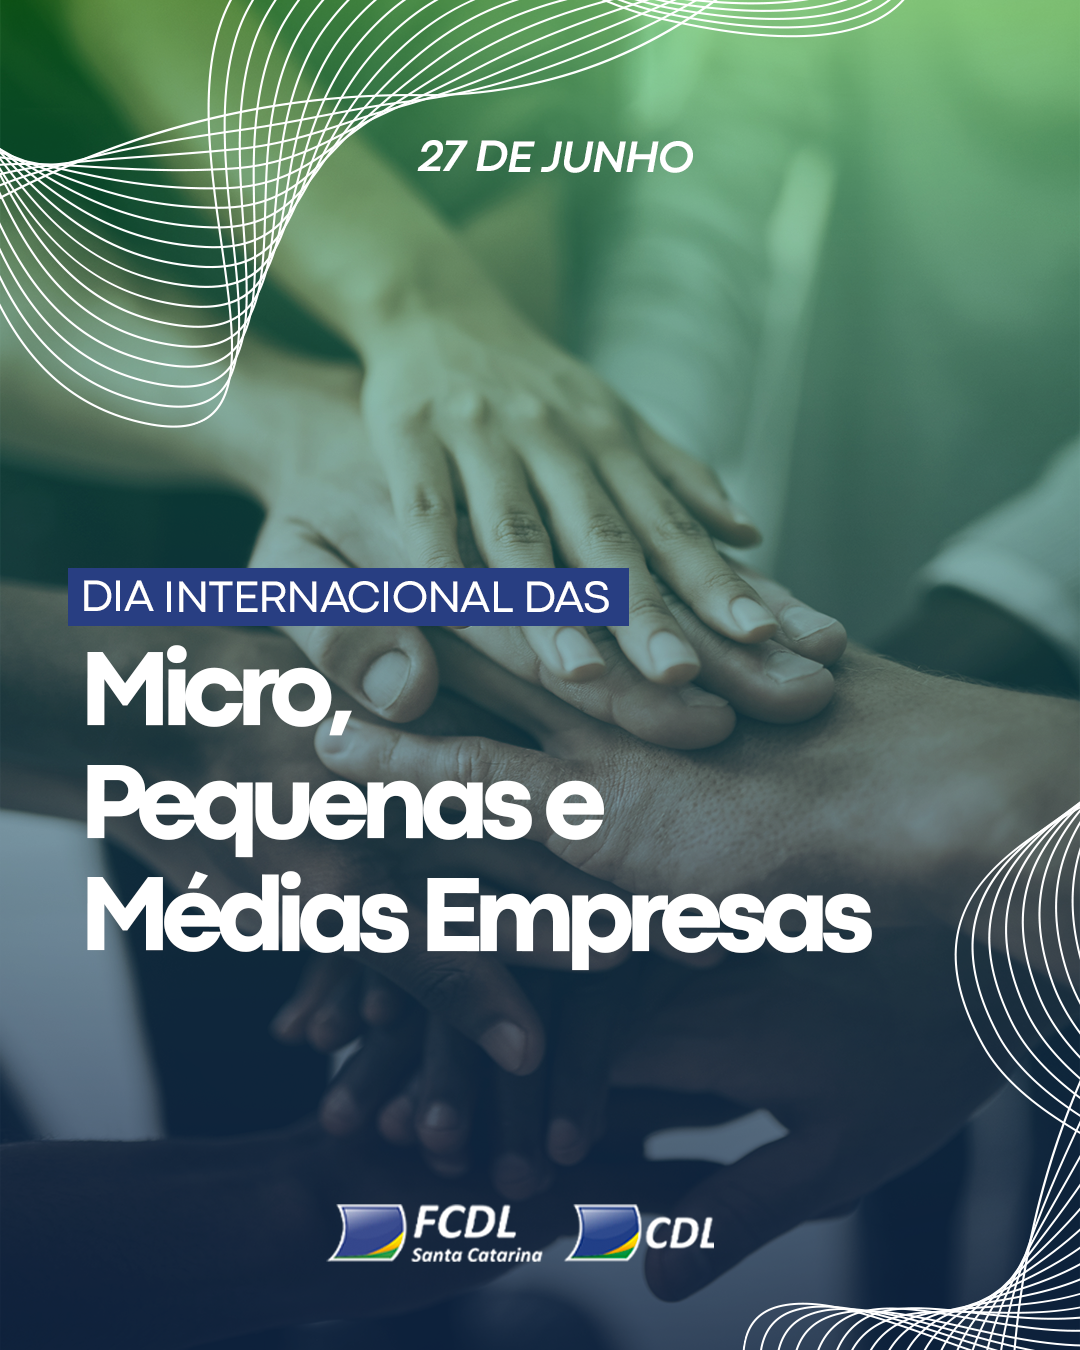 27 DE JUNHO
DIA INTERNACIONAL DAS
Micro,
Pequenas e
Médias Empresas
FCDL
Santa Catarina
CDL